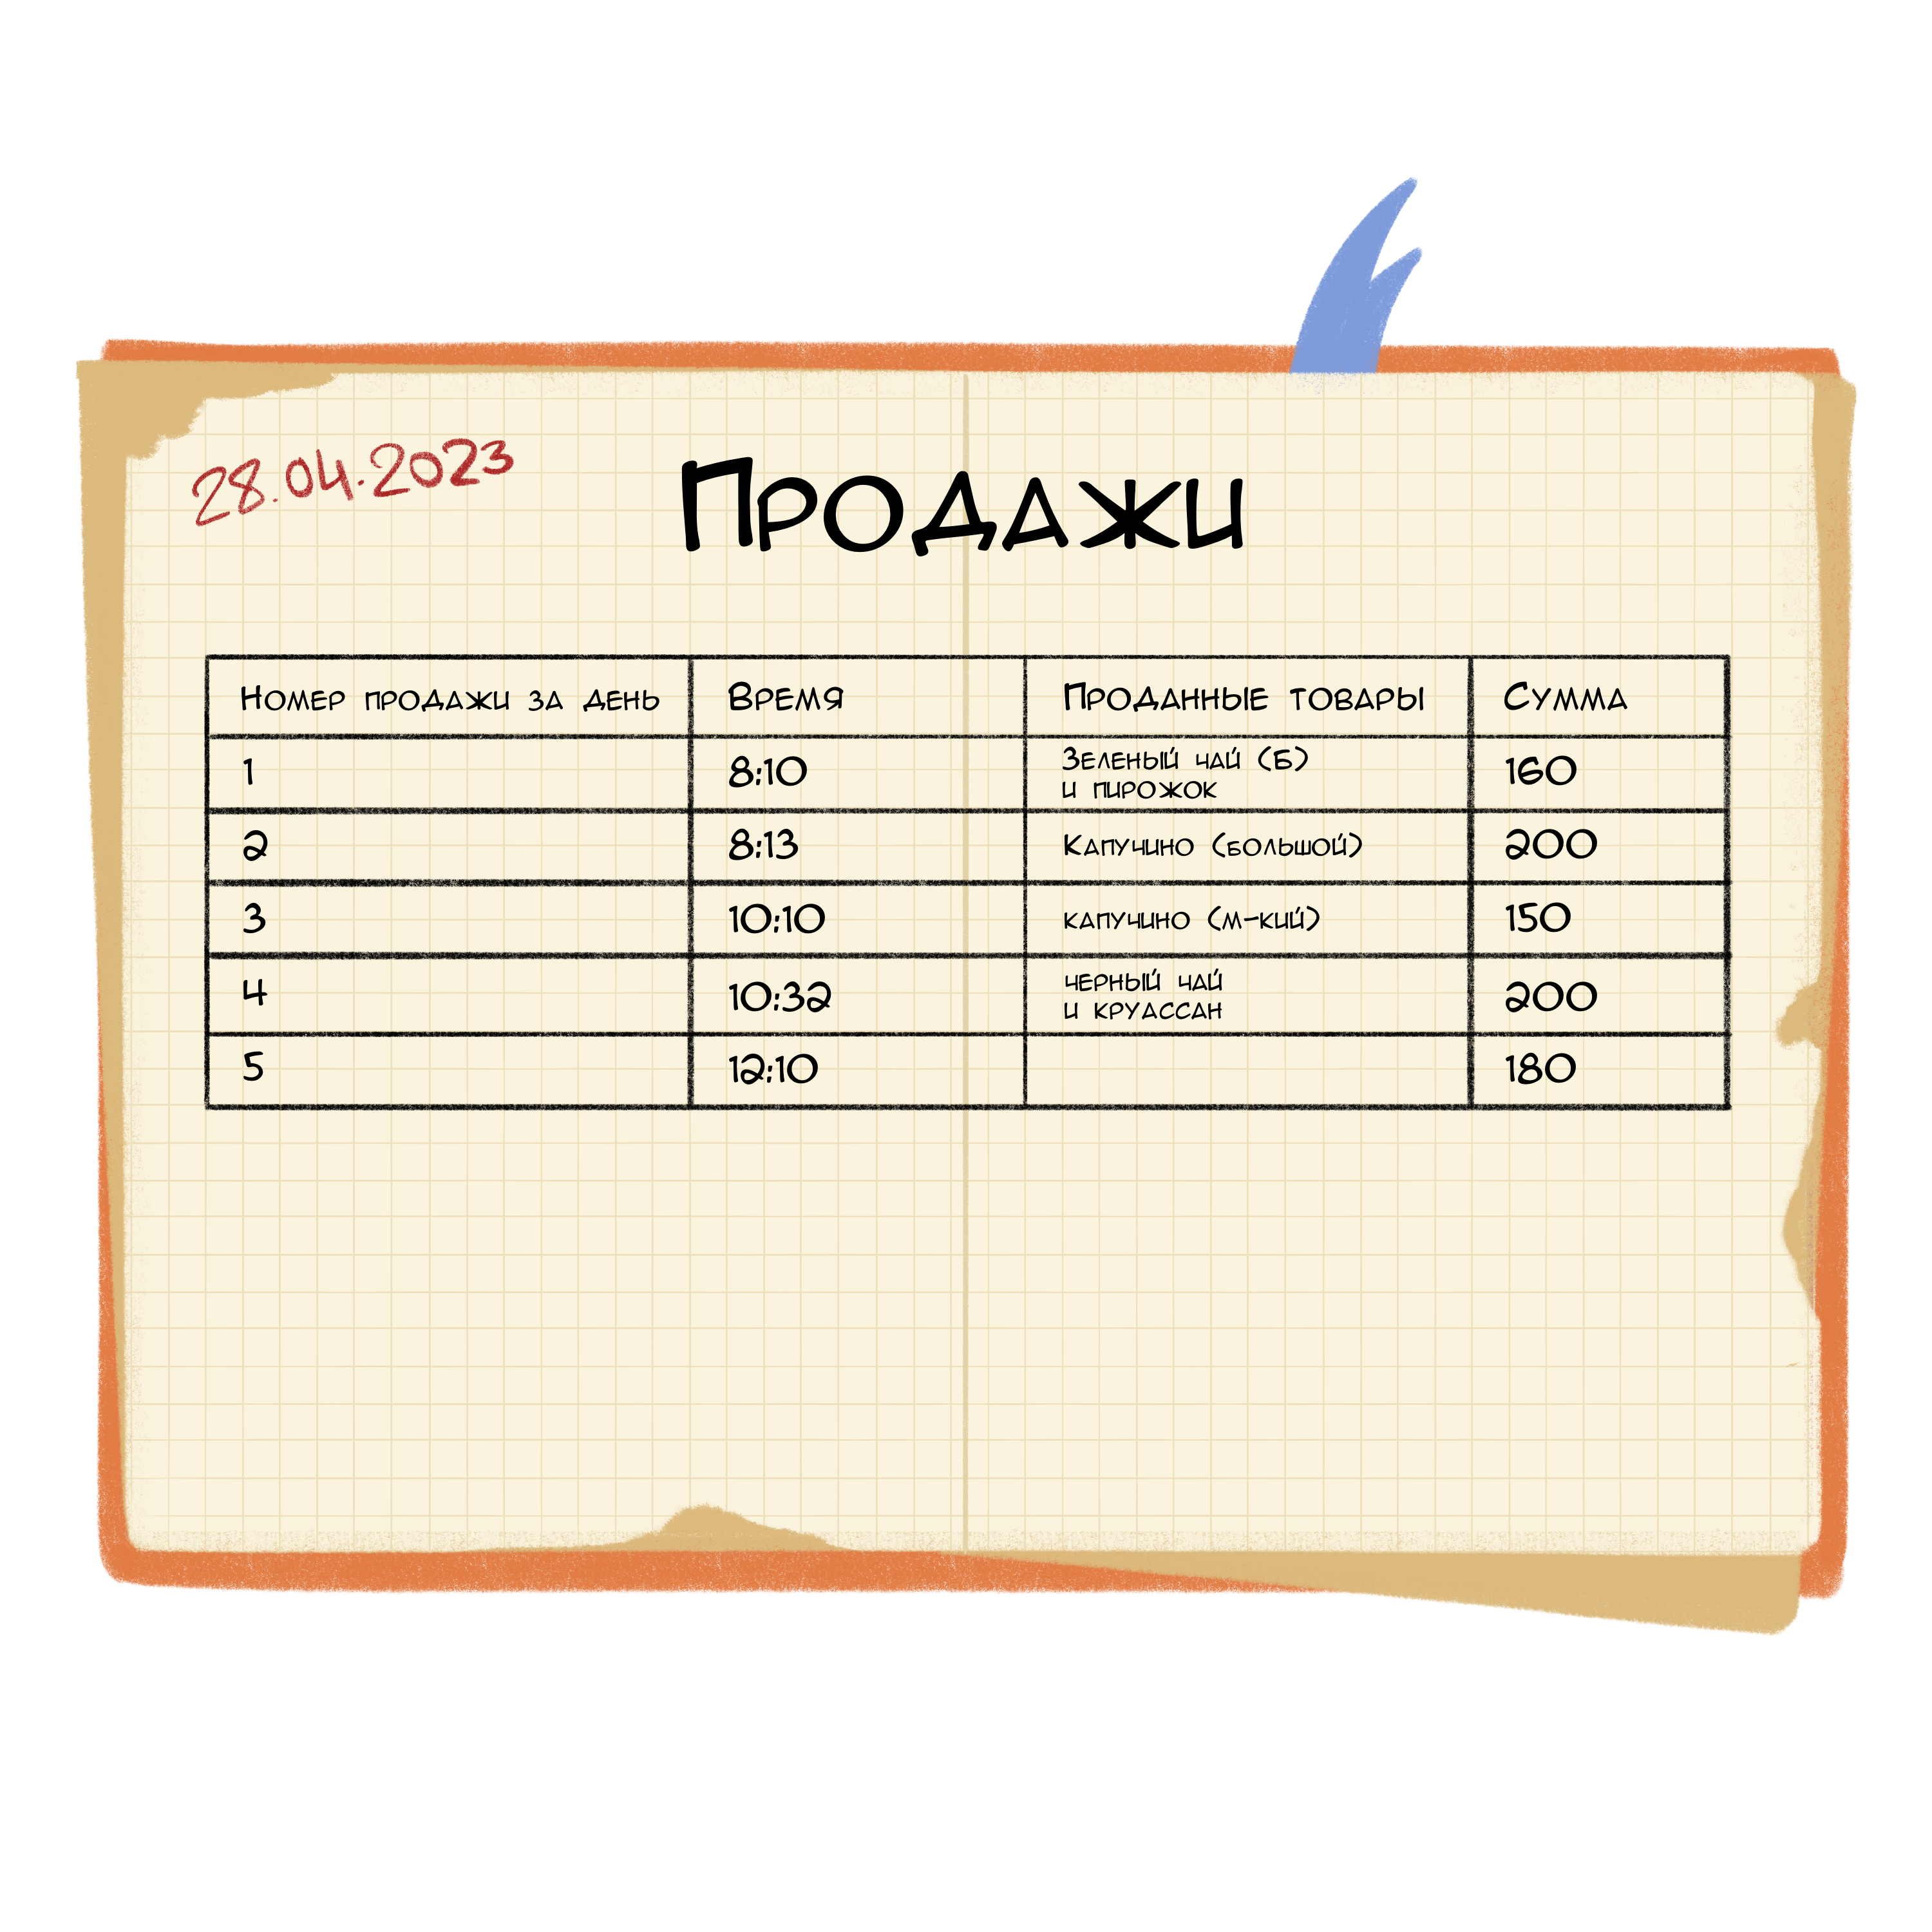 28.04.2023
Продажи
Номер продажи за день Время Проданные товары Сумма
1 8:10 Зеленый чай (Б) и пирожок 160
2 8:13 Капучино (большой) 200
3 10:10 капучино (м-кий) 150
4 10:32 черный чай и круассан 200
5 12:10 180